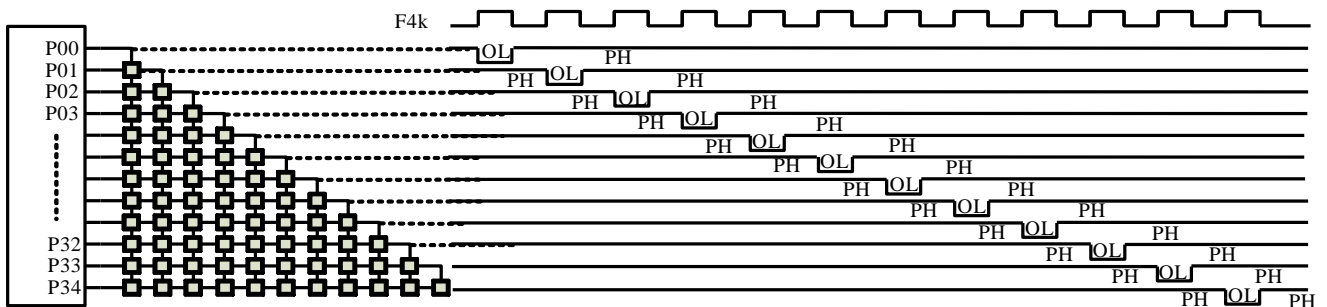 F4k
P00 OL PH
P01 PH OL PH
P02 PH OL PH
P03 PH OL PH
PH OL PH
PH OL PH
PH OL PH
PH OL PH
PH OL PH
P32 PH OL PH
P33 PH OL PH
P34 PH OL PH